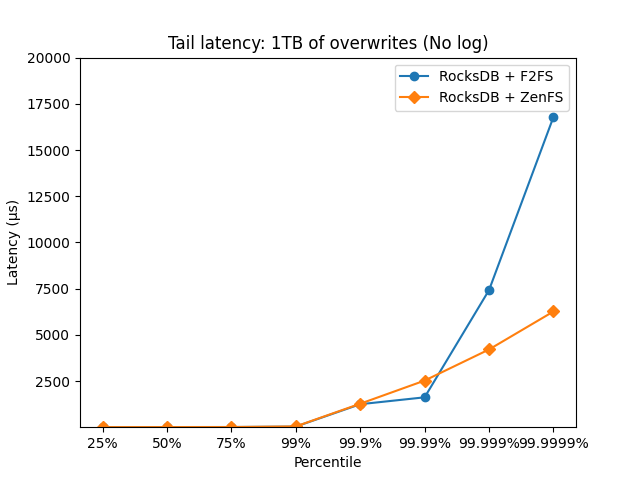 Tail latency: 1TB of overwrites (No log)
RocksDB + F2FS
RocksDB + ZenFS
20000
17500
15000
12500
10000
7500
5000
2500
Latency (µs)
25% 50% 75% 99% 99.9% 99.99% 99.999% 99.9999%
Percentile